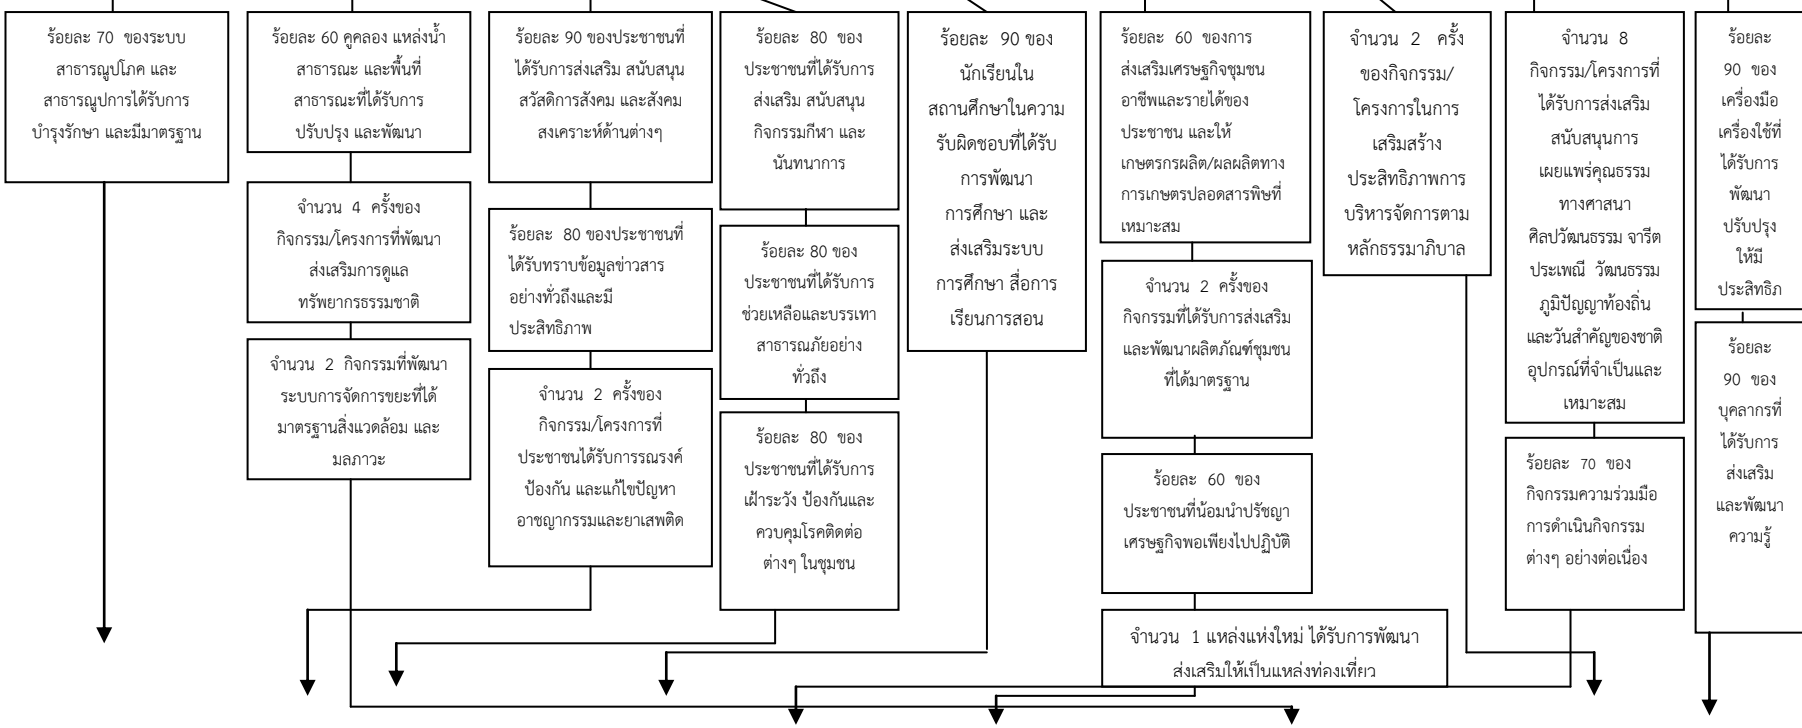 ร้อยละ 70 ของระบบ
สาธารณูปโภค และ
สาธารณูปการได้รับการ
บำรุงรักษา และมีมาตรฐาน
ร้อยละ 60 คูคลอง แหล่งน้ำ
สาธารณะ และพื้นที่
สาธารณะที่ได้รับการ
ปรับปรุง และพัฒนา
จำนวน 4 ครั้งของ
กิจกรรม/โครงการที่พัฒนา
ส่งเสริมการดูแล
ทรัพยากรธรรมชาติ
จำนวน 2 กิจกรรมที่พัฒนา
ระบบการจัดการขยะที่ได้
มาตรฐานสิ่งแวดล้อม และ
มลภาวะ
ร้อยละ 90 ของประชาชนที่
ได้รับการส่งเสริม สนับสนุน
สวัสดิการสังคม และสังคม
สงเคราะห์ด้านต่างๆ
ร้อยละ 80 ของประชาชนที่
ได้รับทราบข้อมูลข่าวสาร
อย่างทั่วถึงและมี
ประสิทธิภาพ
จำนวน 2 ครั้งของ
กิจกรรม/โครงการที่
ประชาชนได้รับการรณรงค์
ป้องกัน และแก้ไขปัญหา
อาชญากรรมและยาเสพติด
ร้อยละ 80 ของ
ประชาชนที่ได้รับการ
ส่งเสริม สนับสนุน
กิจกรรมกีฬา และ
นันทนาการ
ร้อยละ 80 ของ
ประชาชนที่ได้รับการ
ช่วยเหลือและบรรเทา
สาธารณภัยอย่าง
ทั่วถึง
ร้อยละ 80 ของ
ประชาชนที่ได้รับการ
เฝ้าระวัง ป้องกันและ
ควบคุมโรคติดต่อ
ต่างๆ ในชุมชน
ร้อยละ 90 ของ
นักเรียนใน
สถานศึกษาในความ
รับผิดชอบที่ได้รับ
การพัฒนา
การศึกษา และ
ส่งเสริมระบบ
การศึกษา สื่อการ
เรียนการสอน
ร้อยละ 60 ของการ
ส่งเสริมเศรษฐกิจชุมชน
อาชีพและรายได้ของ
ประชาชน และให้
เกษตรกรผลิต/ผลผลิตทาง
การเกษตรปลอดสารพิษที่
เหมาะสม
จำนวน 2 ครั้งของ
กิจกรรมที่ได้รับการส่งเสริม
และพัฒนาผลิตภัณฑ์ชุมชน
ที่ได้มาตรฐาน
ร้อยละ 60 ของ
ประชาชนที่น้อมนำปรัชญา
เศรษฐกิจพอเพียงไปปฏิบัติ
จำนวน 1 แหล่งแห่งใหม่ ได้รับการพัฒนา
ส่งเสริมให้เป็นแหล่งท่องเที่ยว
จำนวน 2 ครั้ง
ของกิจกรรม/
โครงการในการ
เสริมสร้าง
ประสิทธิภาพการ
บริหารจัดการตาม
หลักธรรมาภิบาล
จำนวน 8
กิจกรรม/โครงการที่
ได้รับการส่งเสริม
สนับสนุนการ
เผยแพร่คุณธรรม
ทางศาสนา
ศิลปวัฒนธรรม จารีต
ประเพณี วัฒนธรรม
ภูมิปัญญาท้องถิ่น
และวันสำคัญของชาติ
อุปกรณ์ที่จำเป็นและ
เหมาะสม
ร้อยละ 70 ของ
กิจกรรมความร่วมมือ
การดำเนินกิจกรรม
ต่างๆ อย่างต่อเนื่อง
ร้อยละ
90 ของ
เครื่องมือ
เครื่องใช้ที่
ได้รับการ
พัฒนา
ปรับปรุง
ให้มี
ประสิทธิภ
ร้อยละ
90 ของ
บุคลากรที่
ได้รับการ
ส่งเสริม
และพัฒนา
ความรู้